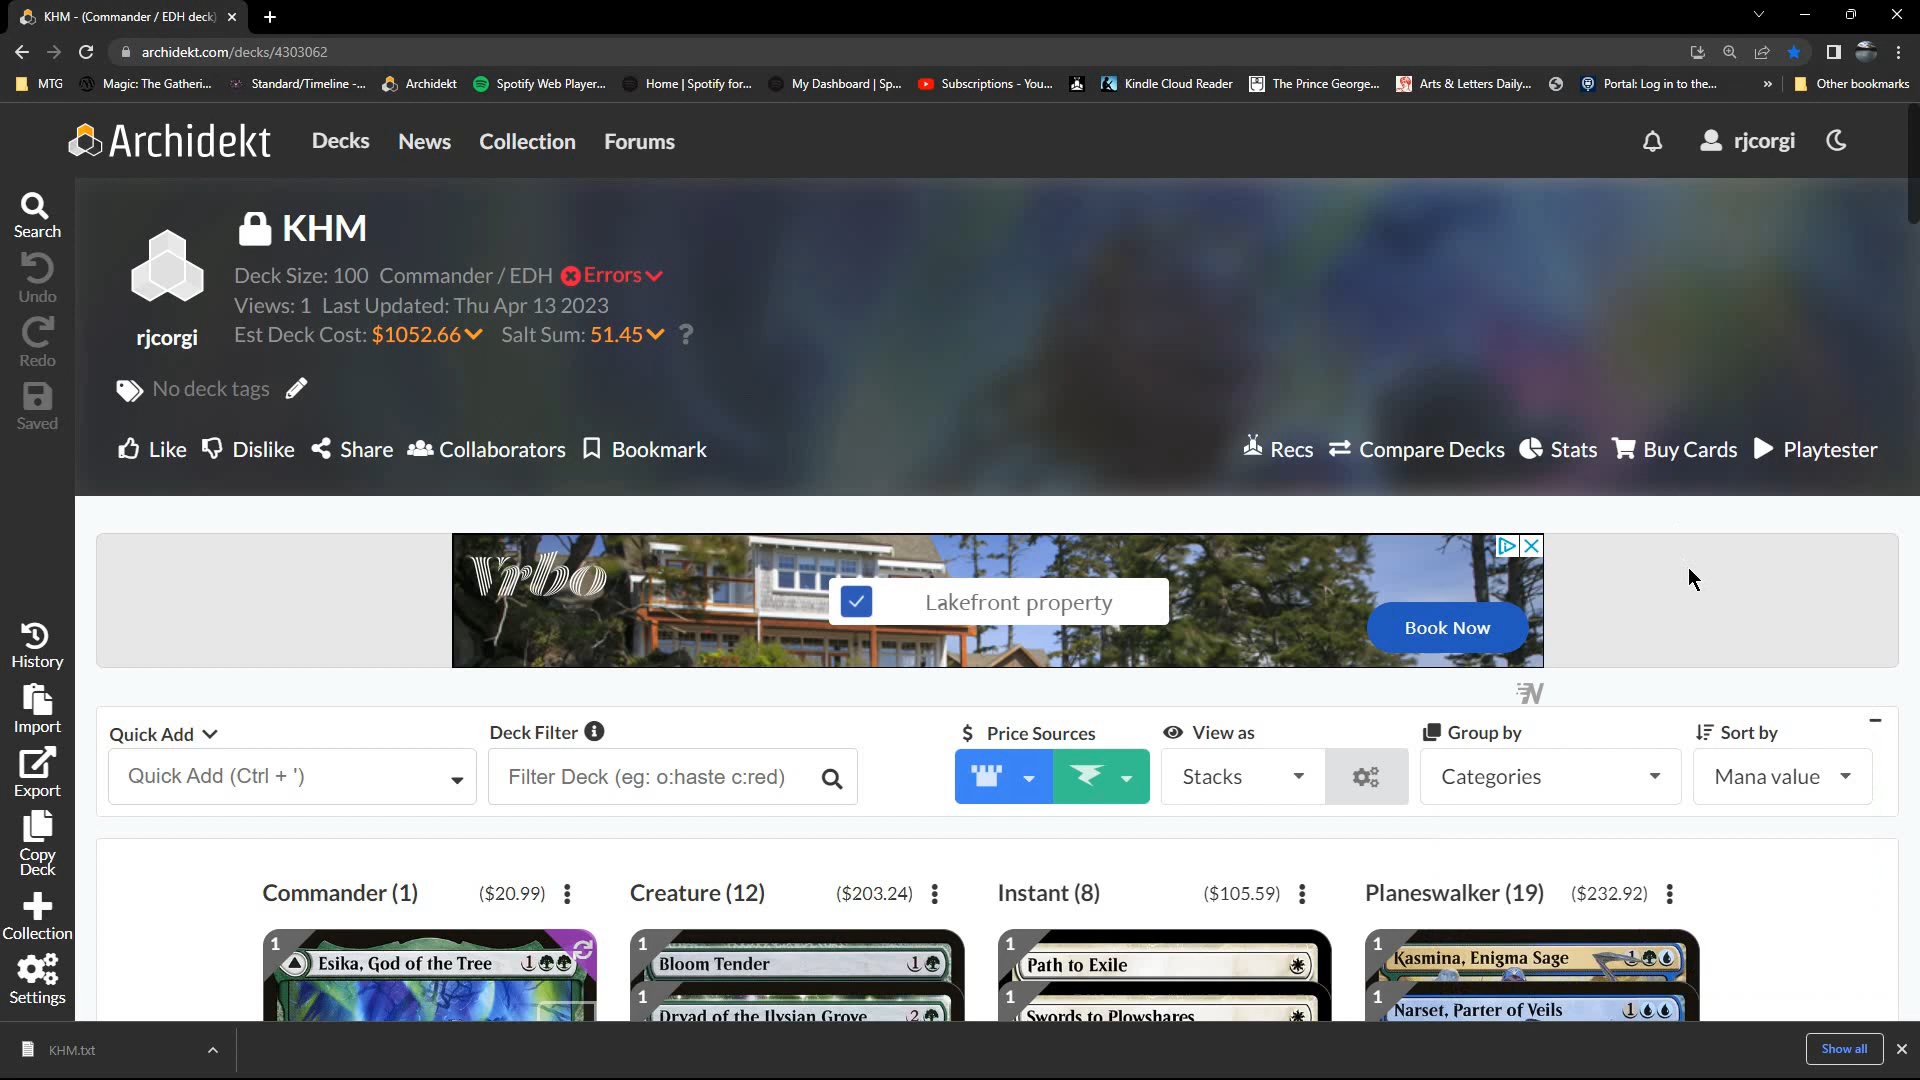 KHM - (Commander / EDH deck)
archidekt.com/decks/4303062
MTG
Magic: The Gatheri...
Standard/Timeline -...
Archidekt
Spotify Web Player...
Home | Spotify for...
My Dashboard | Sp...
Subscriptions - You...
Kindle Cloud Reader
The Prince George...
Arts & Letters Daily...
Portal: Log in to the...
»
Other bookmarks
Archidekt
Decks
News
Collection
Forums
rjcorgi
Search
Undo
Redo
Saved
History
Import
Export
Copy
Deck
Collection
Settings
KHM
Deck Size: 100 Commander / EDH Errors
Views: 1 Last Updated: Thu Apr 13 2023
Est Deck Cost: $1052.66 Salt Sum: 51.45 ?
rjcorgi
No deck tags
Like
Dislike
Share
Collaborators
Bookmark
Recs
Compare Decks
Stats
Buy Cards
Playtester
Vrbo
Lakefront property
Book Now
Quick Add
Quick Add (Ctrl + ')
Deck Filter
Filter Deck (eg: o:haste c:red)
$ Price Sources
View as
Stacks
Group by
Categories
Sort by
Mana value
Commander (1) ($20.99)
Creature (12) ($203.24)
Instant (8) ($105.59)
Planeswalker (19) ($232.92)
1 Esika, God of the Tree 1
1 Bloom Tender 1
1 Dryad of the Ilysian Grove 2
1 Path to Exile
1 Swords to Plowshares
1 Kasmina, Enigma Sage 1
1 Narset, Parter of Veils 1
KHM.txt
Show all